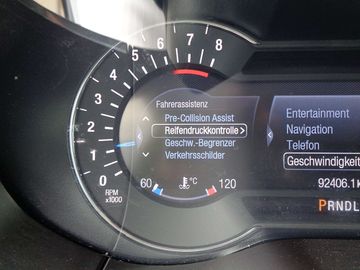 0
1
2
3
4
5
6
7
8
RPM
x1000
Fahrerassistenz
Pre-Collision Assist
Reifendruckkontrolle
Geschw.-Begrenzer
Verkehrsschilder
60
°C
120
Entertainment
Navigation
Telefon
Geschwindigkeit
92406.1k
PRNDL